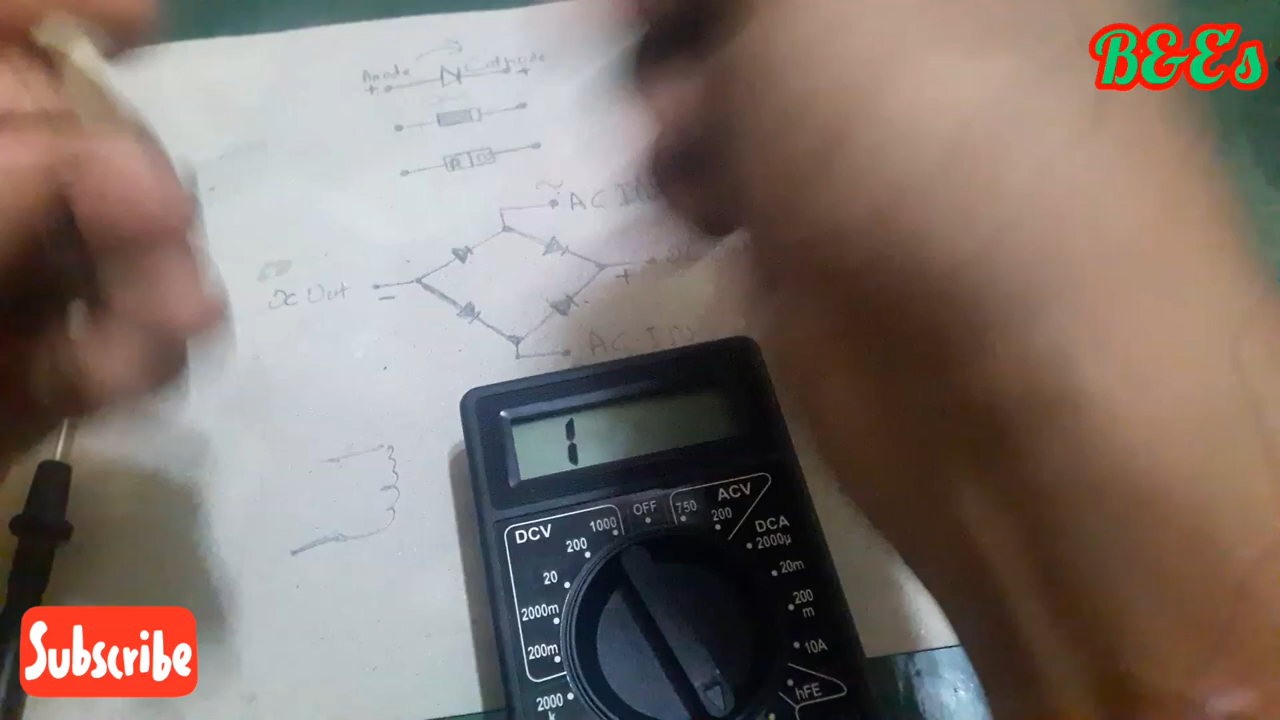 B&E's
Anode
Cathode
+
+
R
~
AC IN
DC Out
−
+
AC IN
1
OFF
750
ACV
200
DCV
1000
200
20
2000m
200m
2000
k
DCA
2000µ
20m
200
m
10A
hFE
Subscribe